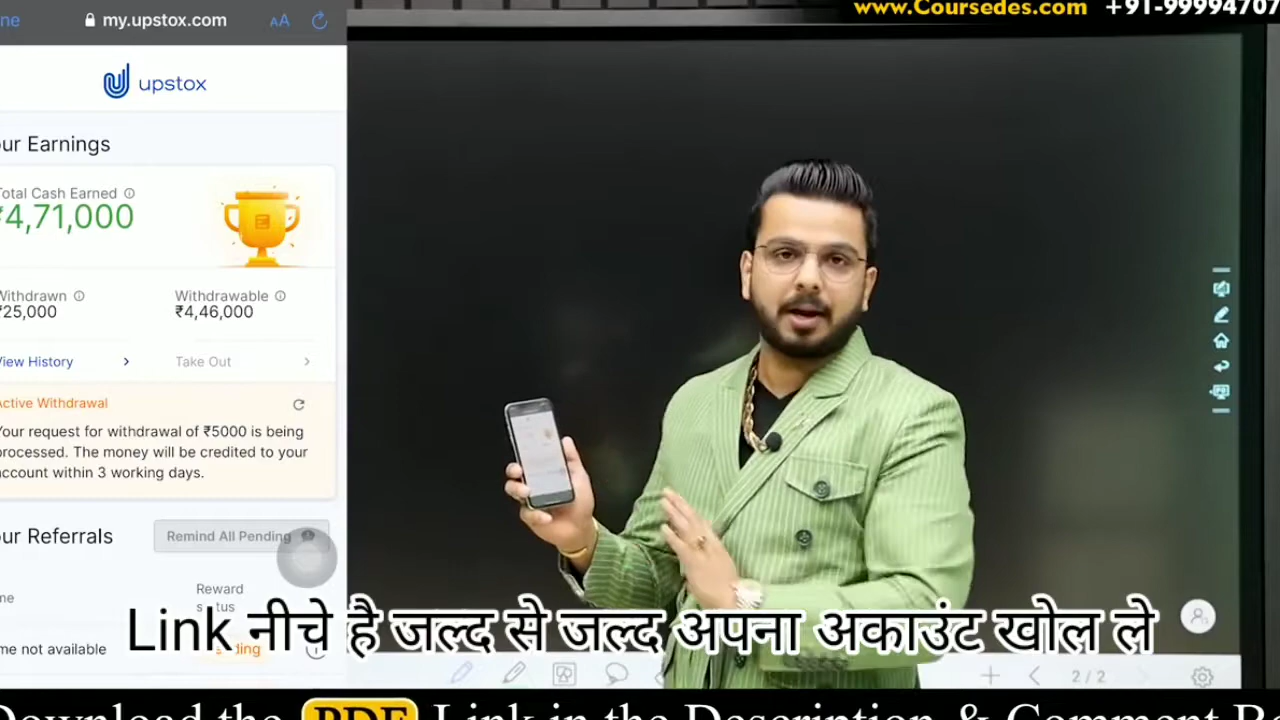 www.Coursedes.com
my.upstox.com AA
upstox
Earnings
Total Cash Earned
₹4,71,000
Withdrawn Withdrawable
₹25,000 ₹4,46,000
View History Take Out
Active Withdrawal
Your request for withdrawal of ₹5000 is being
processed. The money will be credited to your
account within 3 working days.
Referrals Remind All Pending
Reward
not available
Link नीचे है जल्द से जल्द अपना अकाउंट खोल ले
2/2
Download the PDF Link in the Description & Comment